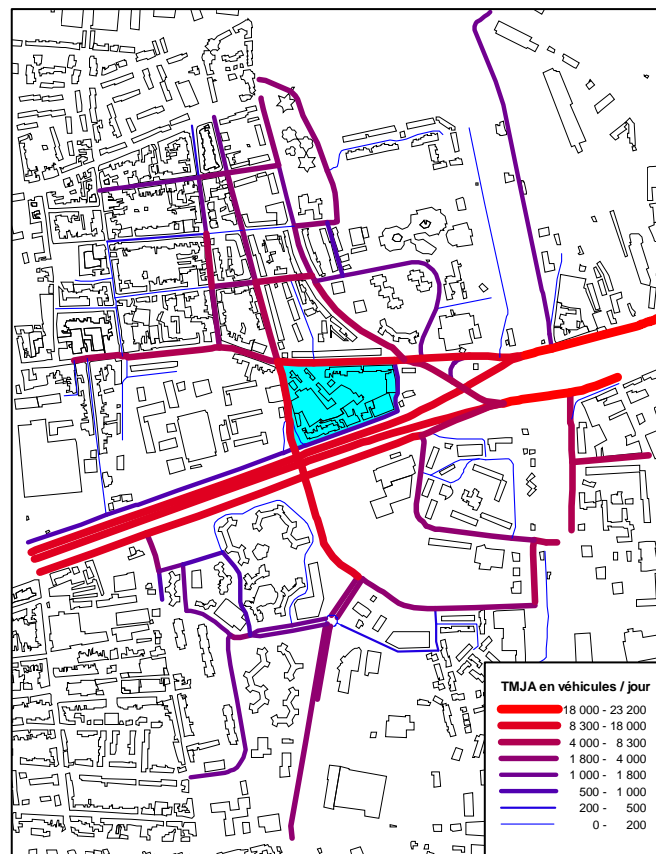 TMJA en véhicules / jour
18 000 - 23 200
8 300 - 18 000
4 000 - 8 300
1 800 - 4 000
1 000 - 1 800
500 - 1 000
200 - 500
0 - 200